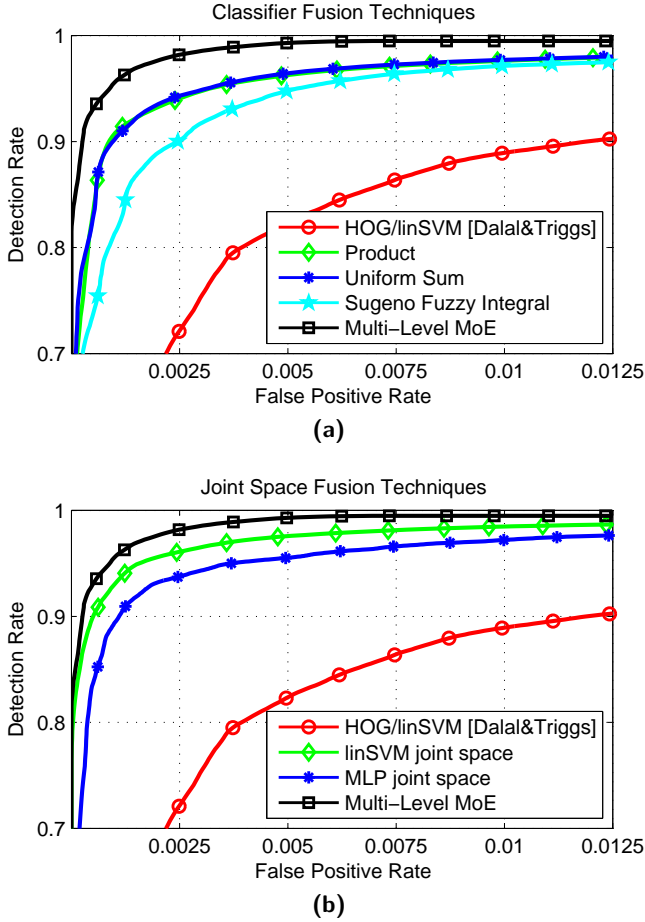 Classifier Fusion Techniques
1
0.9
0.8
0.7
Detection Rate
HOG/linSVM [Dalal&Triggs]
Product
Uniform Sum
Sugeno Fuzzy Integral
Multi−Level MoE
0.0025 0.005 0.0075 0.01 0.0125
False Positive Rate
(a)
Joint Space Fusion Techniques
1
0.9
0.8
0.7
Detection Rate
HOG/linSVM [Dalal&Triggs]
linSVM joint space
MLP joint space
Multi−Level MoE
0.0025 0.005 0.0075 0.01 0.0125
False Positive Rate
(b)